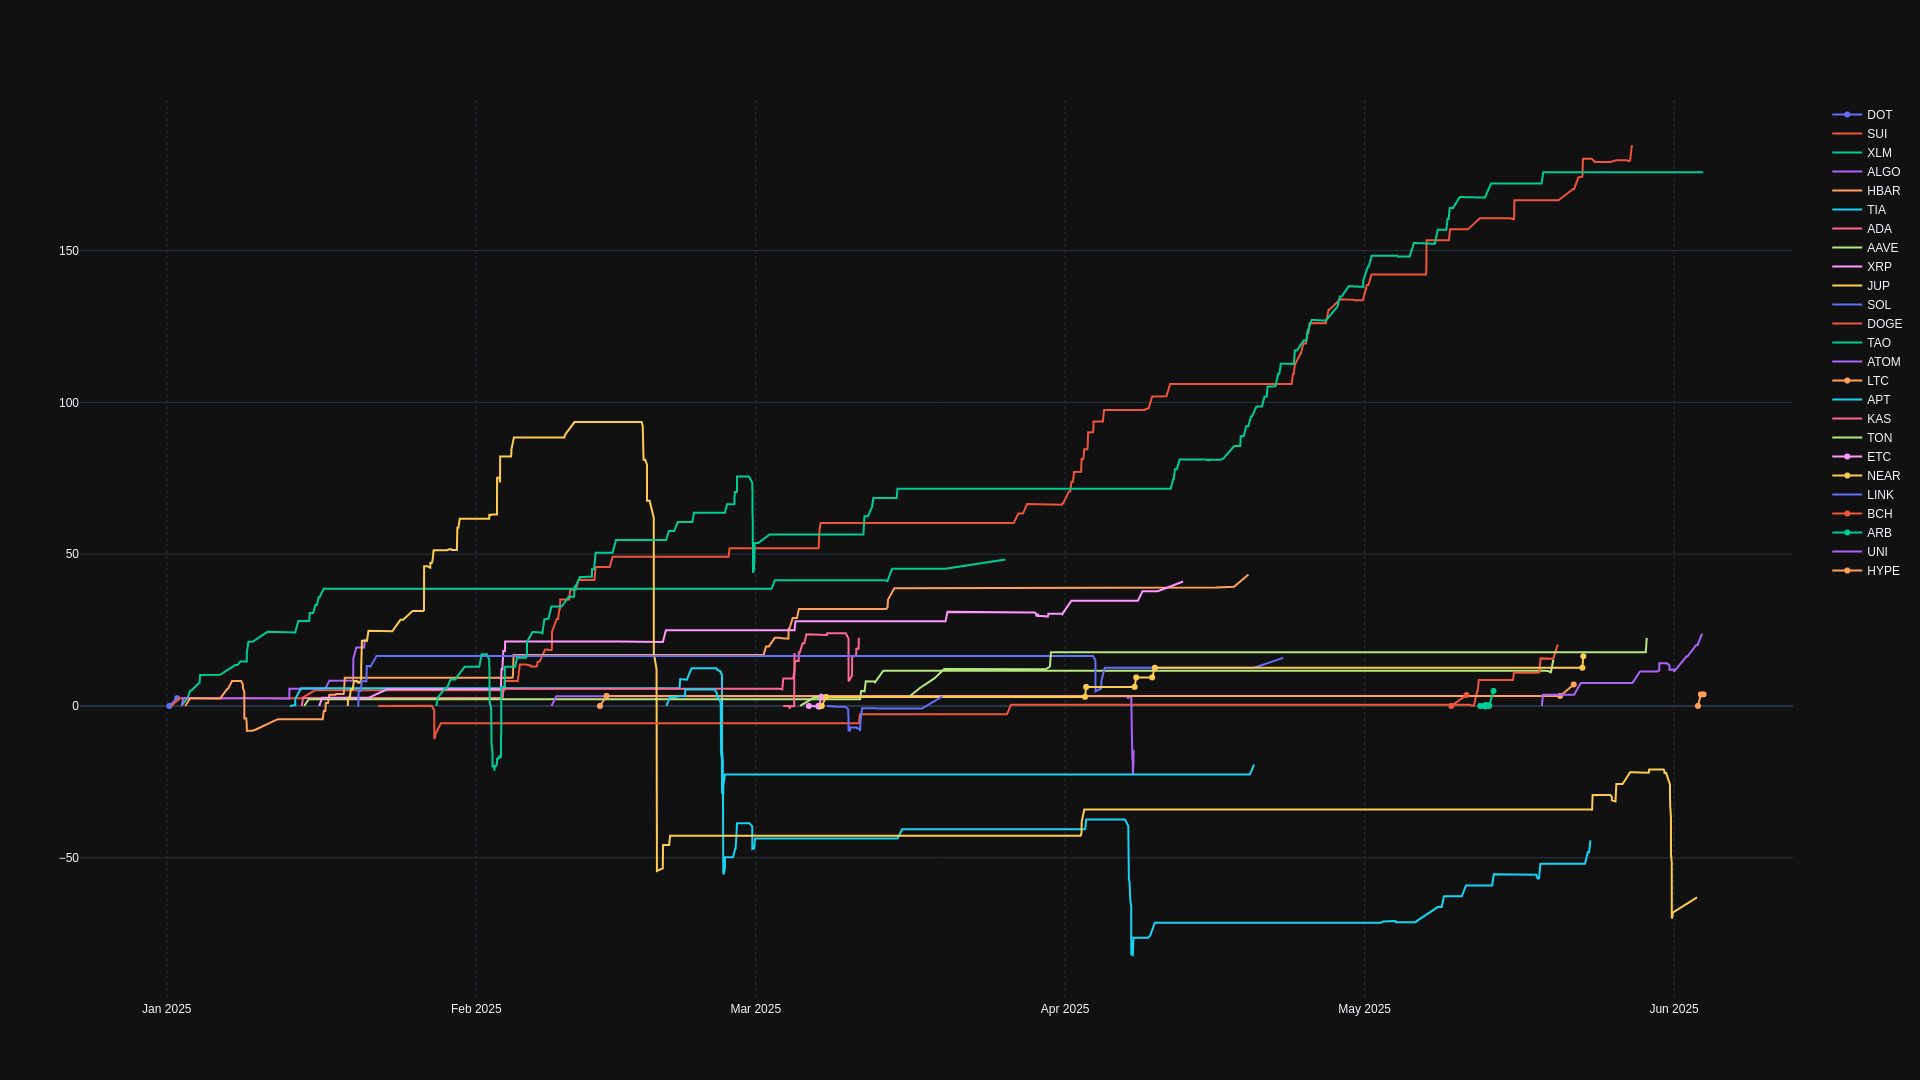 150
100
50
0
−50
Jan 2025
Feb 2025
Mar 2025
Apr 2025
May 2025
Jun 2025
DOT
SUI
XLM
ALGO
HBAR
TIA
ADA
AAVE
XRP
JUP
SOL
DOGE
TAO
ATOM
LTC
APT
KAS
TON
ETC
NEAR
LINK
BCH
ARB
UNI
HYPE